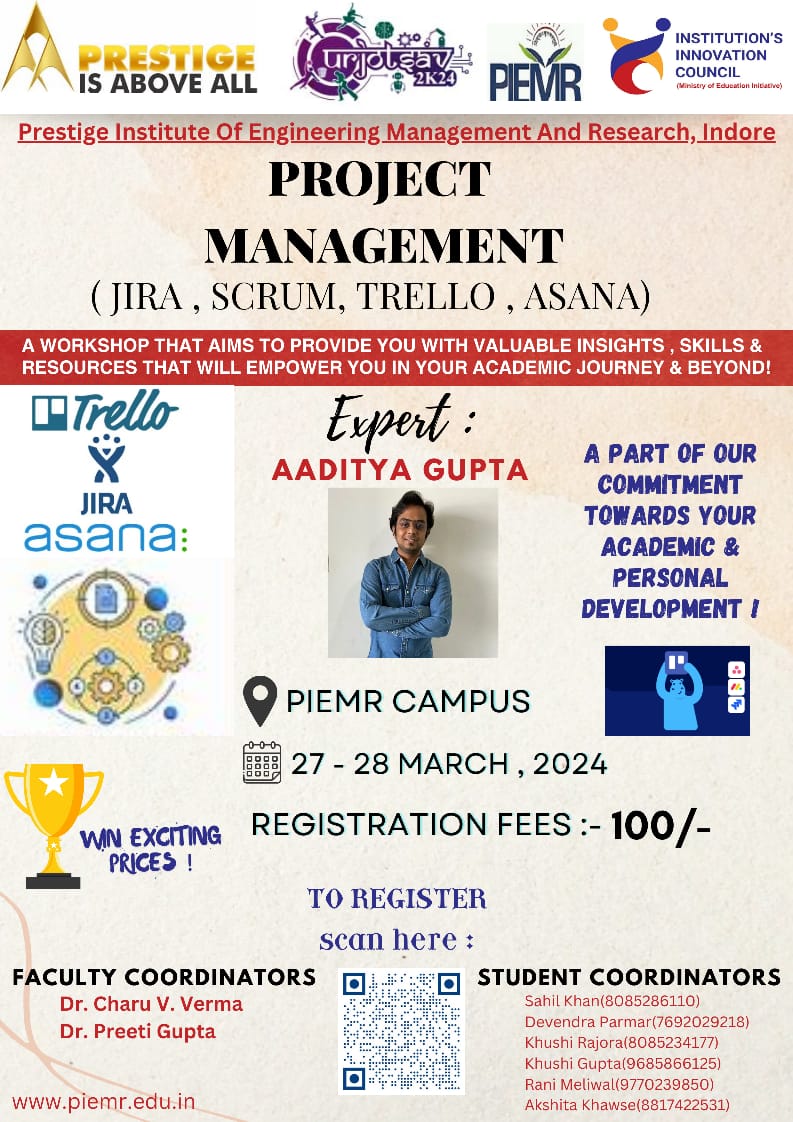 PRESTIGE
IS ABOVE ALL
Urjotsav
2K24
PIEMR
INSTITUTION'S
INNOVATION
COUNCIL
(Ministry of Education Initiative)
Prestige Institute Of Engineering Management And Research, Indore
PROJECT
MANAGEMENT
( JIRA , SCRUM, TRELLO , ASANA)
A WORKSHOP THAT AIMS TO PROVIDE YOU WITH VALUABLE INSIGHTS , SKILLS &
RESOURCES THAT WILL EMPOWER YOU IN YOUR ACADEMIC JOURNEY & BEYOND!
Trello
JIRA
asana:
Expert :
AADITYA GUPTA
A PART OF OUR
COMMITMENT
TOWARDS YOUR
ACADEMIC &
PERSONAL
DEVELOPMENT !
PIEMR CAMPUS
27 - 28 MARCH , 2024
REGISTRATION FEES :- 100/-
WIN EXCITING
PRICES !
TO REGISTER
scan here :
FACULTY COORDINATORS
Dr. Charu V. Verma
Dr. Preeti Gupta
STUDENT COORDINATORS
Sahil Khan(8085286110)
Devendra Parmar(7692029218)
Khushi Rajora(8085234177)
Khushi Gupta(9685866125)
Rani Meliwal(9770239850)
Akshita Khawse(8817422531)
www.piemr.edu.in